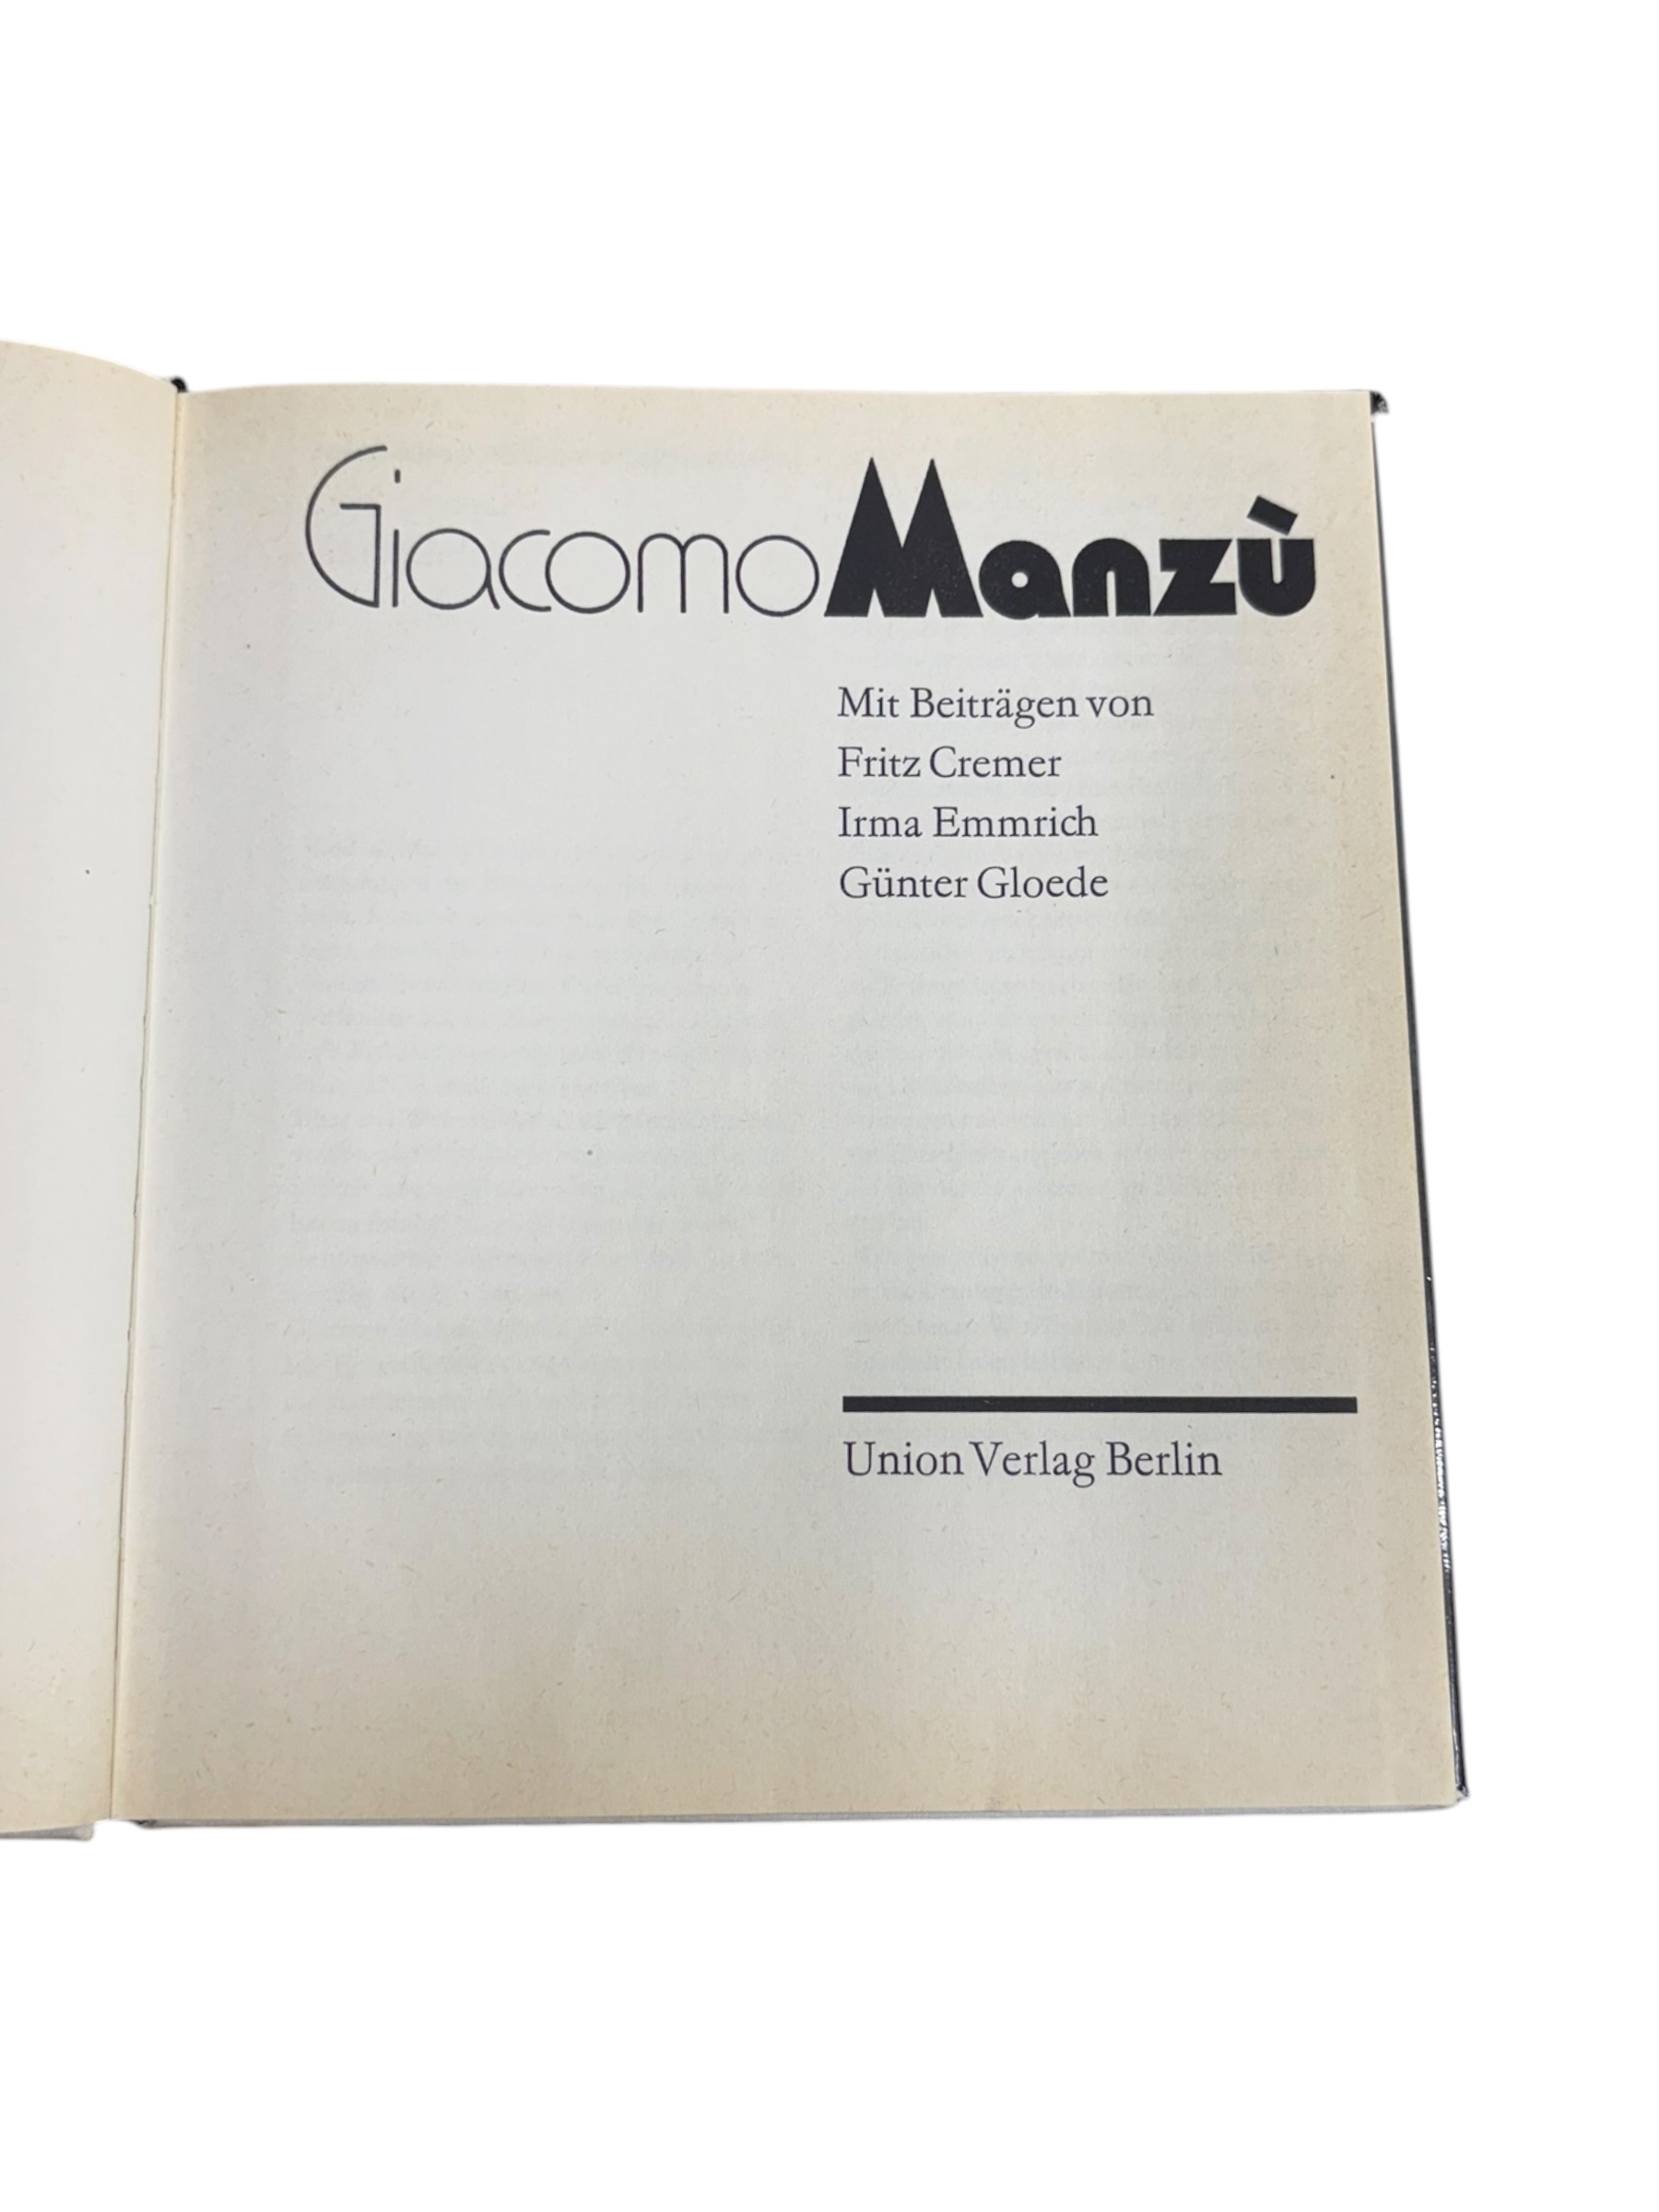 Giacomo Manzù
Mit Beiträgen von
Fritz Cremer
Irma Emmrich
Günter Gloede
Union Verlag Berlin